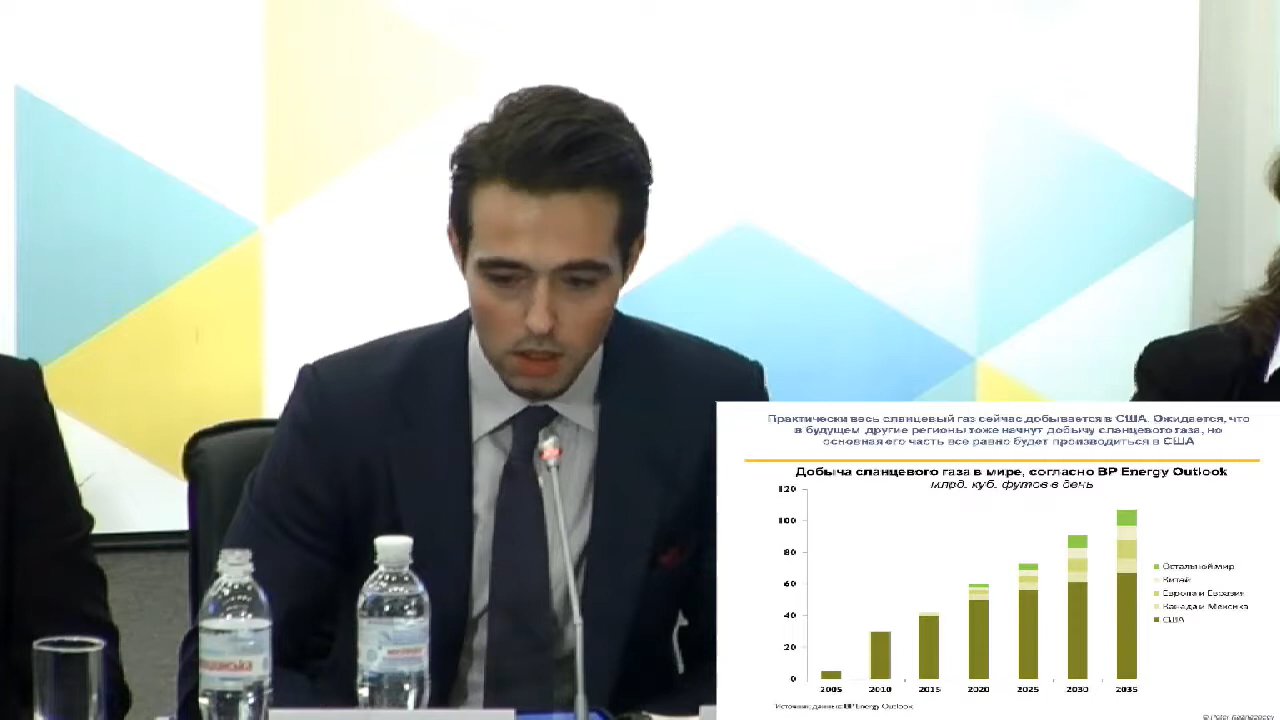 Практически весь сланцевый газ сейчас добывается в США. Ожидается, что
в будущем другие регионы тоже начнут добычу сланцевого газа, но
основная его часть все равно будет производиться в США
Добыча сланцевого газа в мире, согласно BP Energy Outlook
млрд. куб. футов в день
120
100
80
60
40
20
0
2005 2010 2015 2020 2025 2030 2035
Остальной мир
Китай
Европа и Евразия
Канада и Мексика
США
Источник: данные BP Energy Outlook